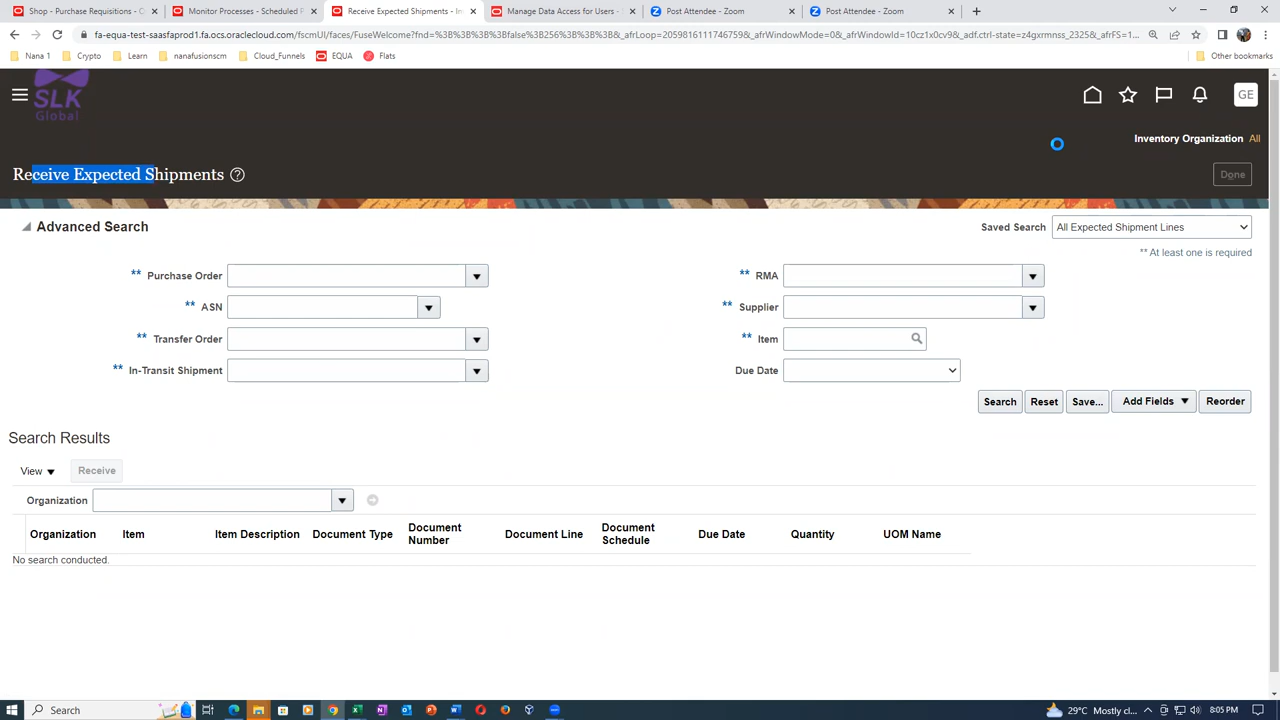 Shop - Purchase Requisitions - C
Monitor Processes - Scheduled P
Receive Expected Shipments - In
Manage Data Access for Users -
Post Attendee - Zoom
Post Attendee - Zoom
fa-equa-test-saasfaprod1.fa.ocs.oraclecloud.com/fscmUI/faces/FuseWelcome?fnd=%3B%3B%3B%3Bfalse%3B256%3B%3B%3B&_afrLoop=20598161117467​59&_afrWindowMode=0&_afrWindowId=10cz1x0cv9&_adf.ctrl-state=z4gxrmnss_2325&_afrFS=1...
Nana 1
Crypto
Learn
nanafusionscm
Cloud_Funnels
EQUA
Flats
Other bookmarks
SLK
Global
GE
Inventory Organization All
Receive Expected Shipments
Done
Advanced Search
Saved Search All Expected Shipment Lines
** At least one is required
** Purchase Order
** RMA
** ASN
** Supplier
** Transfer Order
** Item
** In-Transit Shipment
Due Date
Search Reset Save... Add Fields Reorder
Search Results
View Receive
Organization
Organization Item Item Description Document Type Document Number Document Line Document Schedule Due Date Quantity UOM Name
No search conducted.
Search
29°C Mostly cl...
8:05 PM